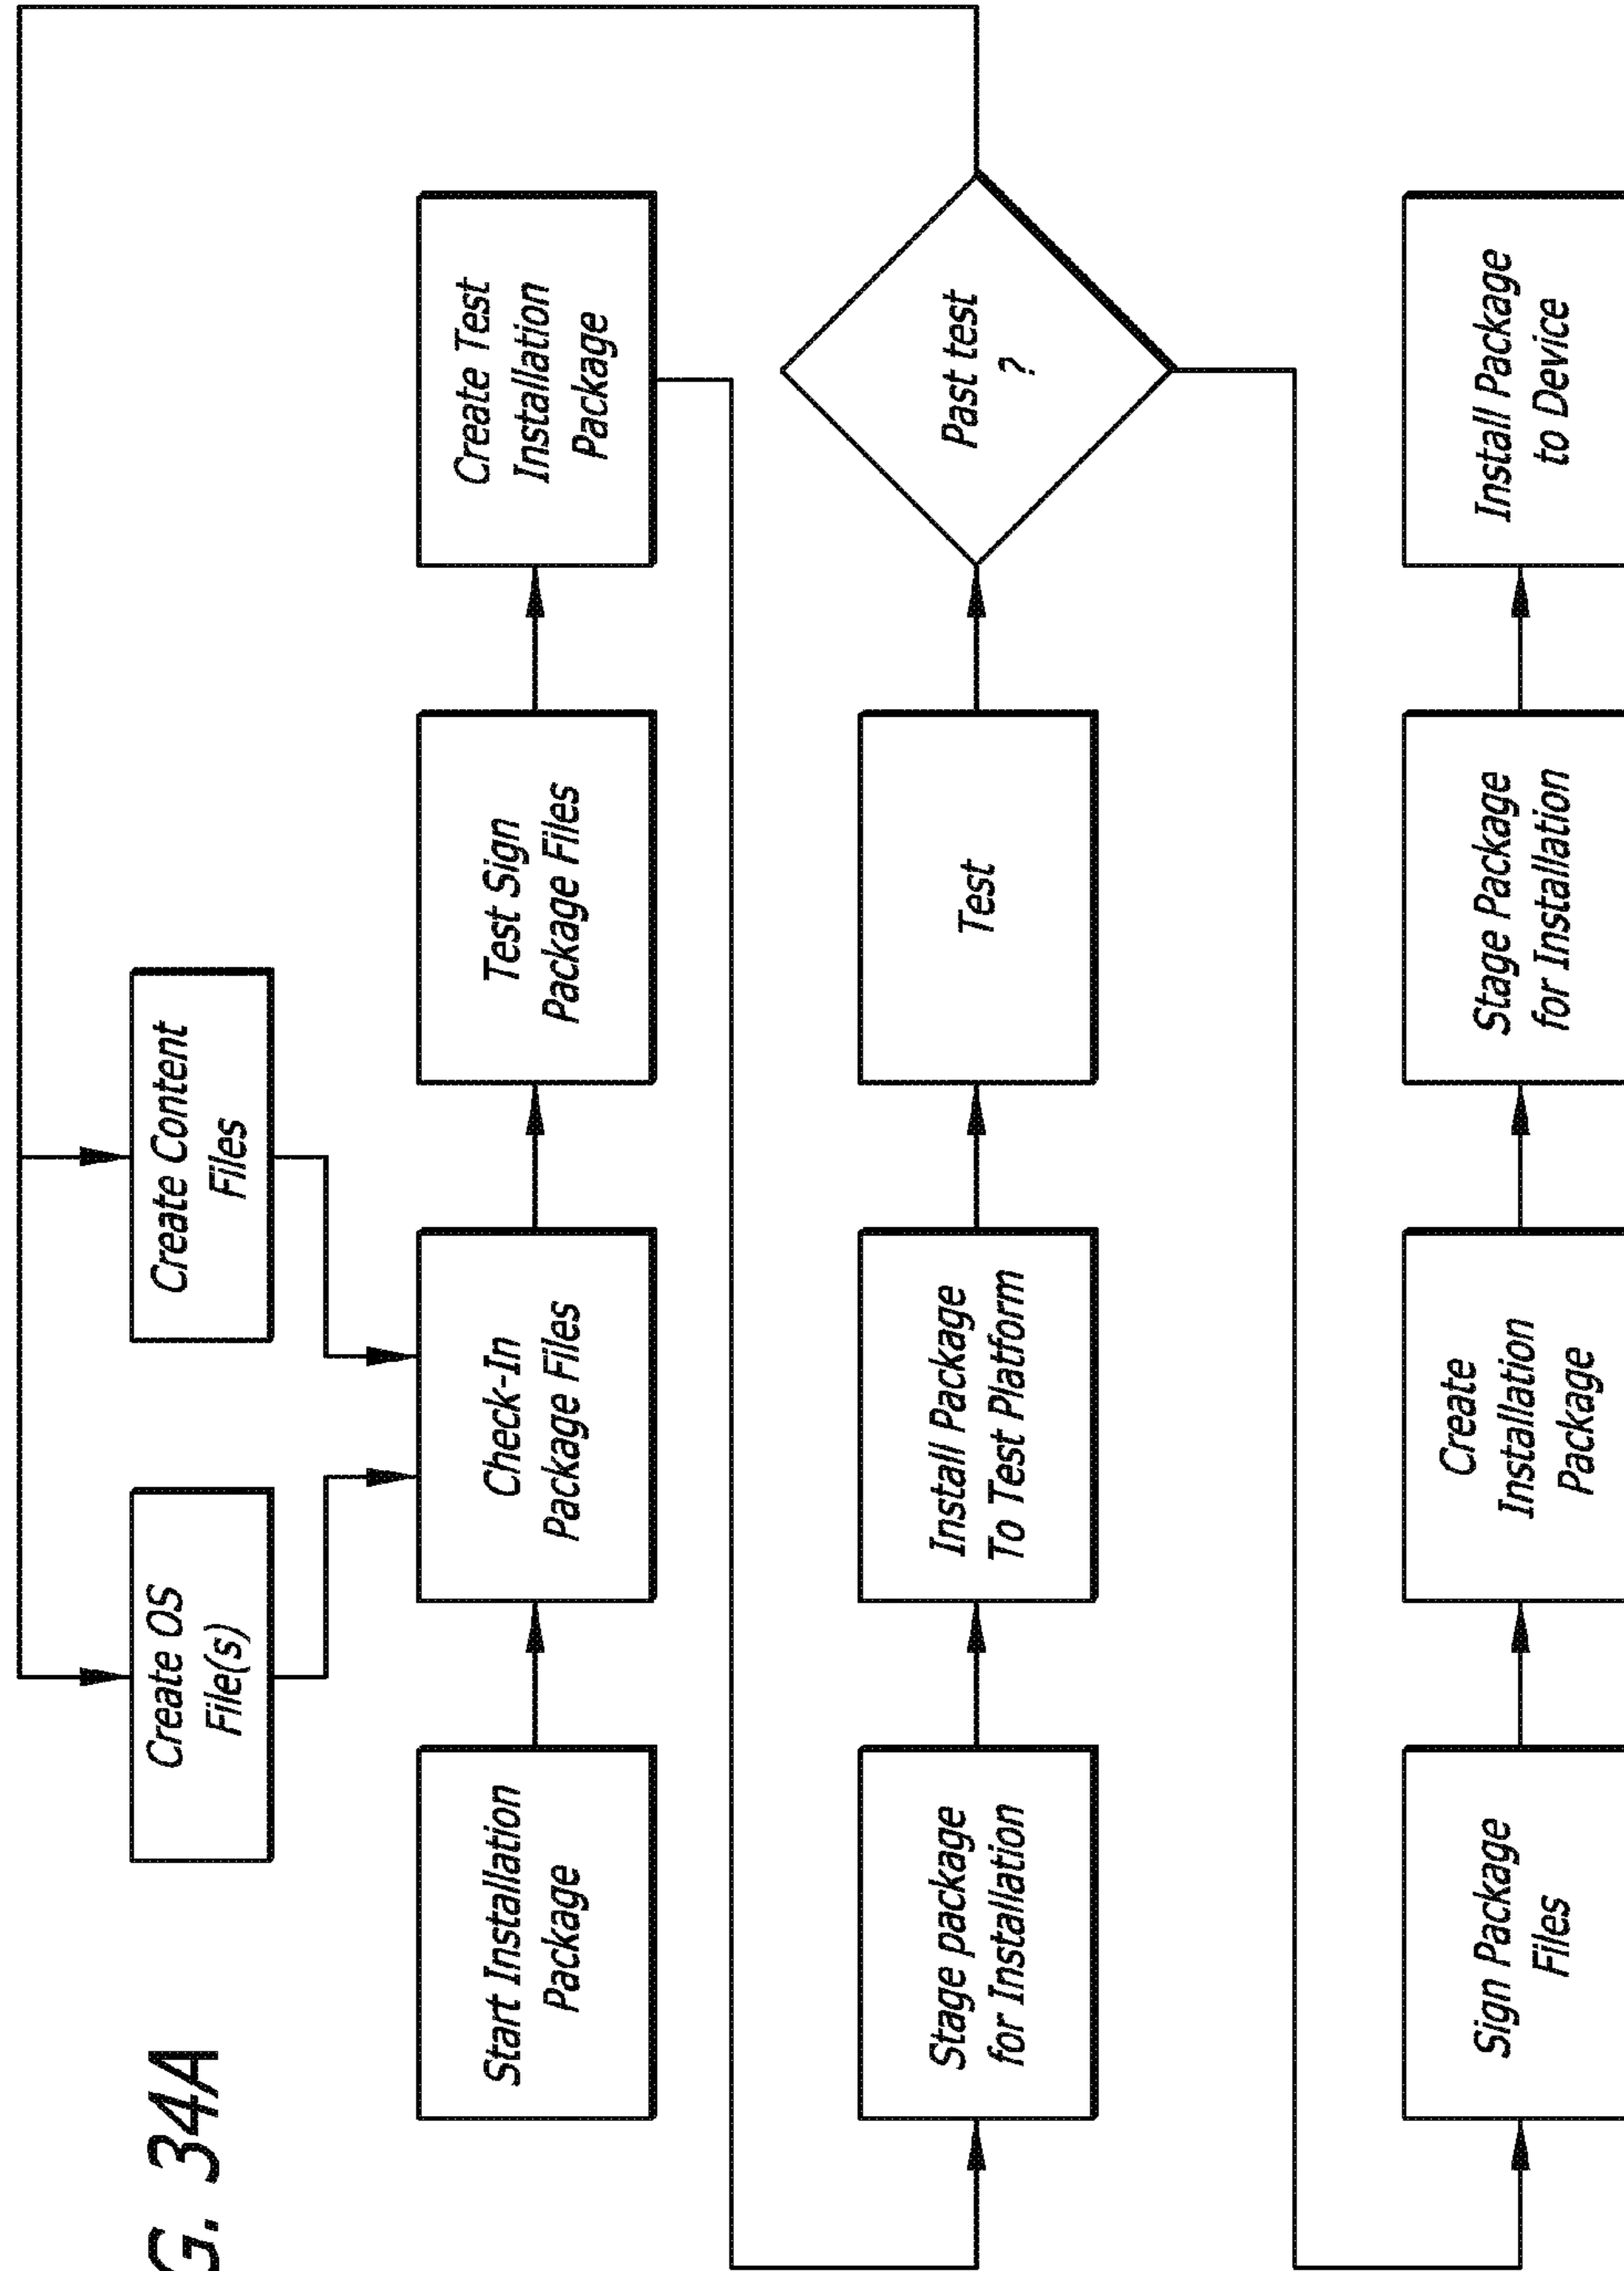 G. 34A
Create OS
File(s)
Create Content
Files
Start Installation
Package
Check-In
Package Files
Test Sign
Package Files
Create Test
Installation
Package
Stage package
for Installation
Install Package
To Test Platform
Test
Past test
?
Sign Package
Files
Create
Installation
Package
Stage Package
for Installation
Install Package
to Device